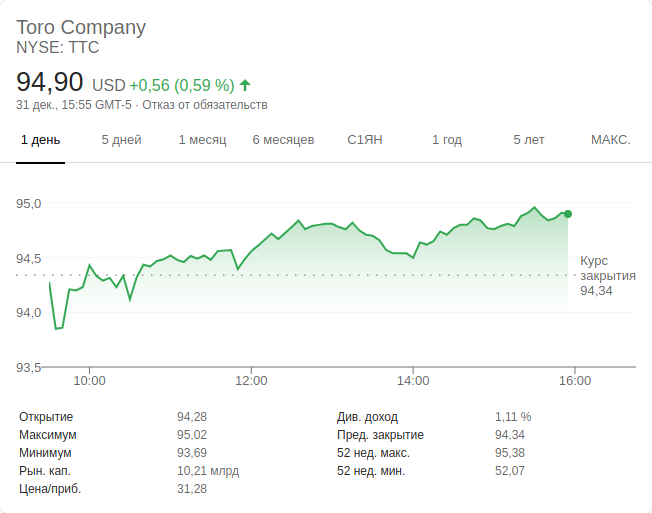 Toro Company
NYSE: TTC
94,90 USD +0,56 (0,59 %)
31 дек., 15:55 GMT-5 · Отказ от обязательств
1 день 5 дней 1 месяц 6 месяцев С1ЯН 1 год 5 лет МАКС.
95,0
94,5
Курс
закрытия
94,34
94,0
93,5
10:00 12:00 14:00 16:00
Открытие 94,28 Див. доход 1,11 %
Максимум 95,02 Пред. закрытие 94,34
Минимум 93,69 52 нед. макс. 95,38
Рын. кап. 10,21 млрд 52 нед. мин. 52,07
Цена/приб. 31,28